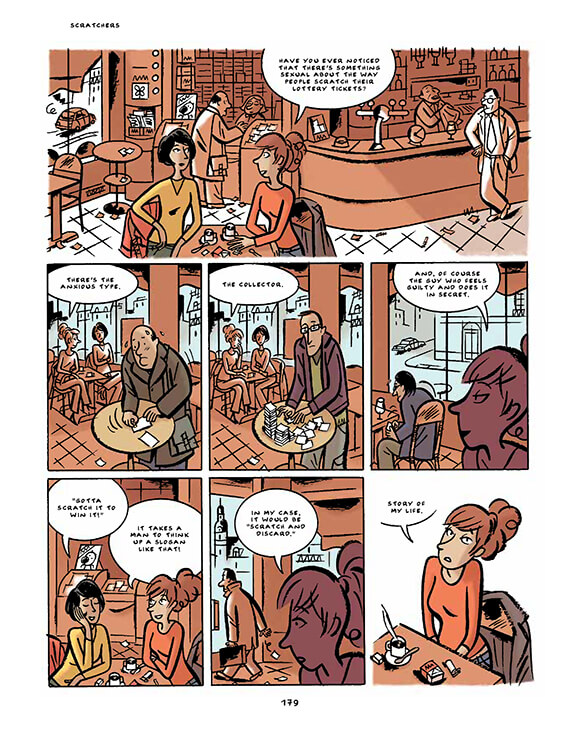 SCRATCHERS
HAVE YOU EVER NOTICED
THAT THERE'S SOMETHING
SEXUAL ABOUT THE WAY
PEOPLE SCRATCH THEIR
LOTTERY TICKETS?
THERE'S THE
ANXIOUS TYPE.
THE COLLECTOR.
AND, OF COURSE
THE GUY WHO FEELS
GUILTY AND DOES IT
IN SECRET.
"GOTTA
SCRATCH IT TO
WIN IT!"
IT TAKES A
MAN TO THINK
UP A SLOGAN
LIKE THAT!
IN MY CASE,
IT WOULD BE
"SCRATCH AND
DISCARD."
STORY OF
MY LIFE.
179